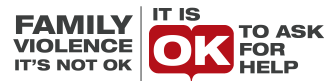 FAMILY
VIOLENCE
IT'S NOT OK
IT IS
OK
TO ASK
FOR
HELP